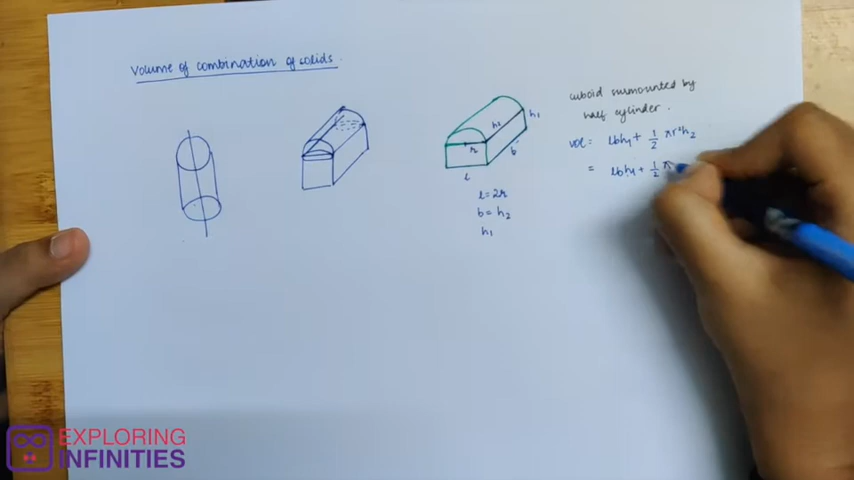 Volume of combination of solids.
h₁
h₂
r
b
l
l = 2r
b = h₂
h₁
cuboid surmounted by
half cylinder.
vol = lbh₁ + 1/2 πr²h₂
= lbh₁ + 1/2 π
EXPLORING
INFINITIES